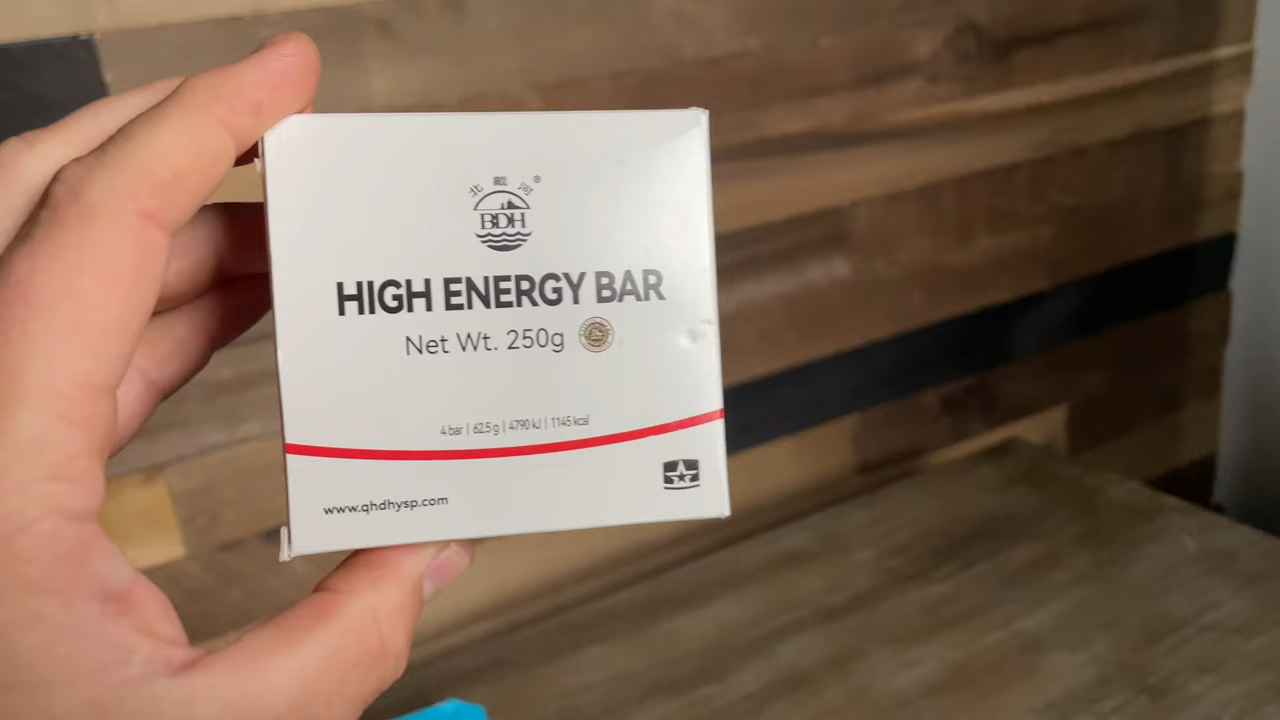 北戴河®
BDH
HIGH ENERGY BAR
Net Wt. 250g
4 bar | 62.5 g | 4790 kJ | 1145 kcal
www.qhdhysp.com